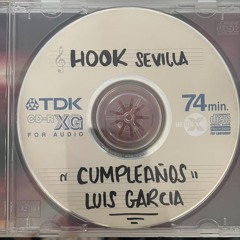 HOOK SEVILLA
TDK
CD-R XG
FOR AUDIO
74 min.
"CUMPLEAÑOS"
LUIS GARCIA